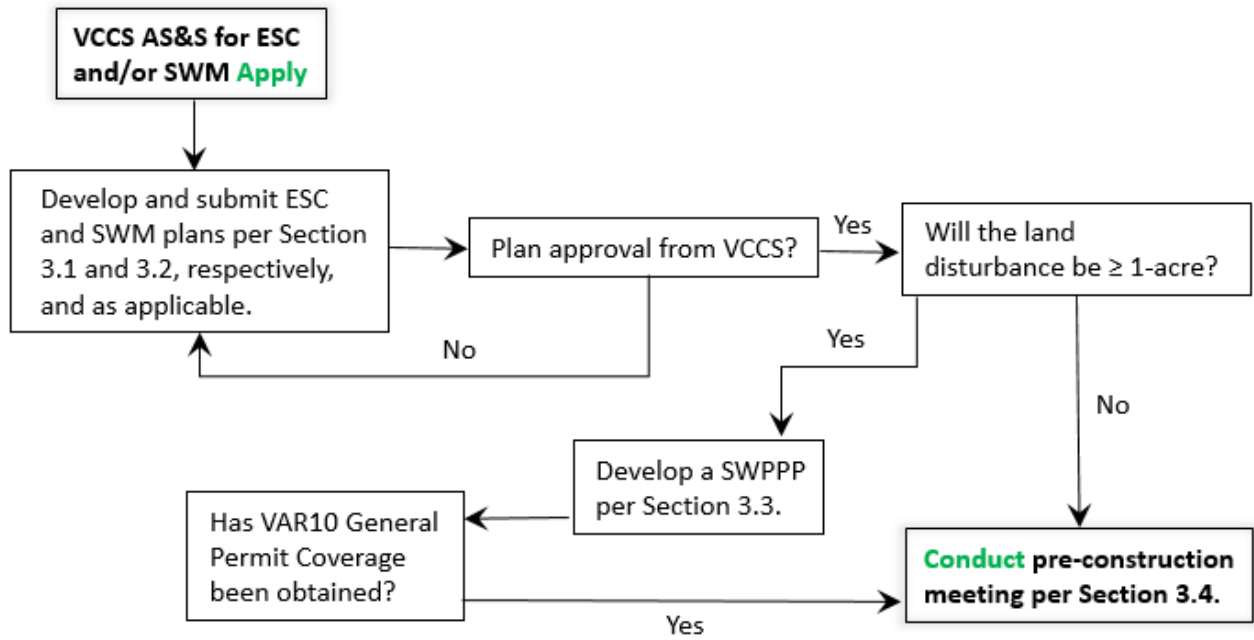 VCCS AS&S for ESC
and/or SWM Apply
Develop and submit ESC
and SWM plans per Section
3.1 and 3.2, respectively,
and as applicable.
Plan approval from VCCS?
Yes
Will the land
disturbance be ≥ 1-acre?
No
Yes
No
Develop a SWPPP
per Section 3.3.
Has VAR10 General
Permit Coverage
been obtained?
Yes
Conduct pre-construction
meeting per Section 3.4.